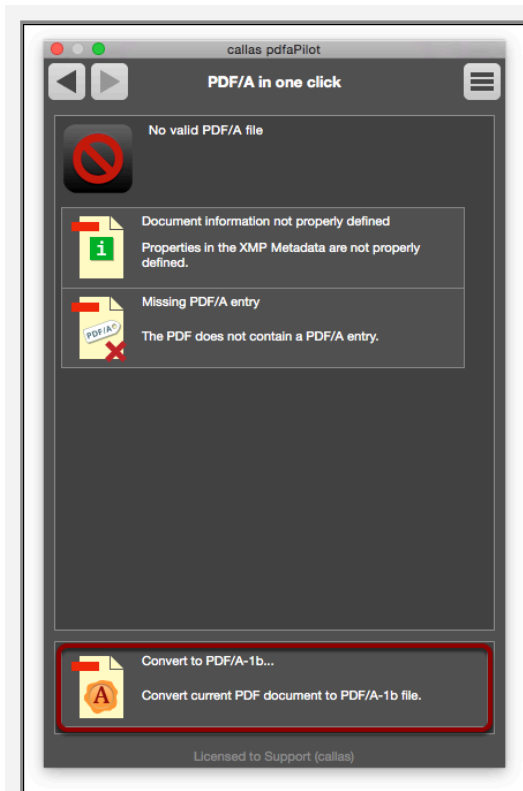 callas pdfaPilot
PDF/A in one click
No valid PDF/A file
i
Document information not properly defined
Properties in the XMP Metadata are not properly
defined.
PDF/A
Missing PDF/A entry
The PDF does not contain a PDF/A entry.
A
Convert to PDF/A-1b...
Convert current PDF document to PDF/A-1b file.
Licensed to Support (callas)